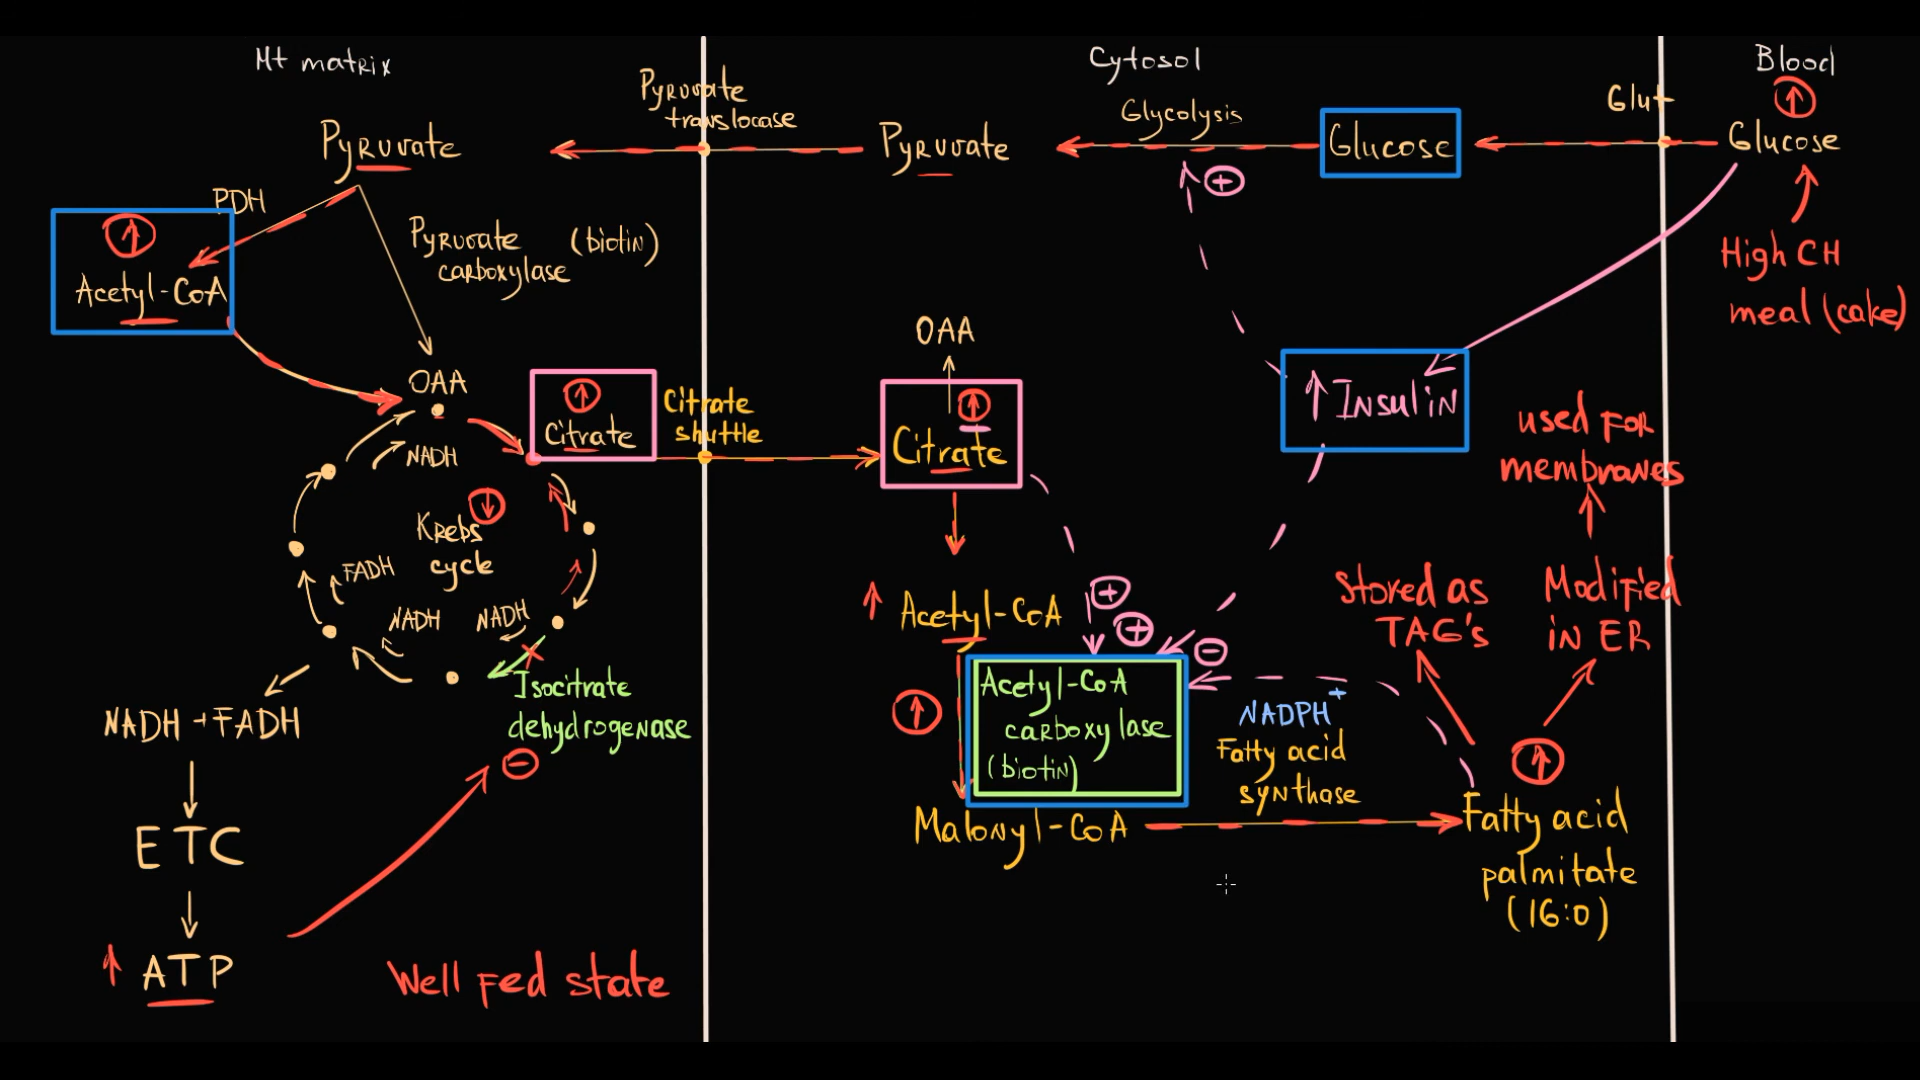 Mt matrix
Cytosol
Blood
Pyruvate
translocase
Glycolysis
Glut
Pyruvate
Pyruvate
Glucose
Glucose
PDH
Pyruvate
carboxylase
(biotin)
Acetyl-CoA
High CH
meal (cake)
OAA
OAA
Citrate
Citrate
shuttle
Citrate
↑ Insulin
used for
membranes
NADH
Krebs
cycle
FADH
NADH
NADH
↑ Acetyl-CoA
Stored as
TAG's
Modified
in ER
Isocitrate
dehydrogenase
Acetyl-CoA
carboxylase
(biotin)
NADPH+
Fatty acid
synthase
NADH + FADH
Malonyl-CoA
Fatty acid
palmitate
(16:0)
ETC
↑ ATP
Well fed state